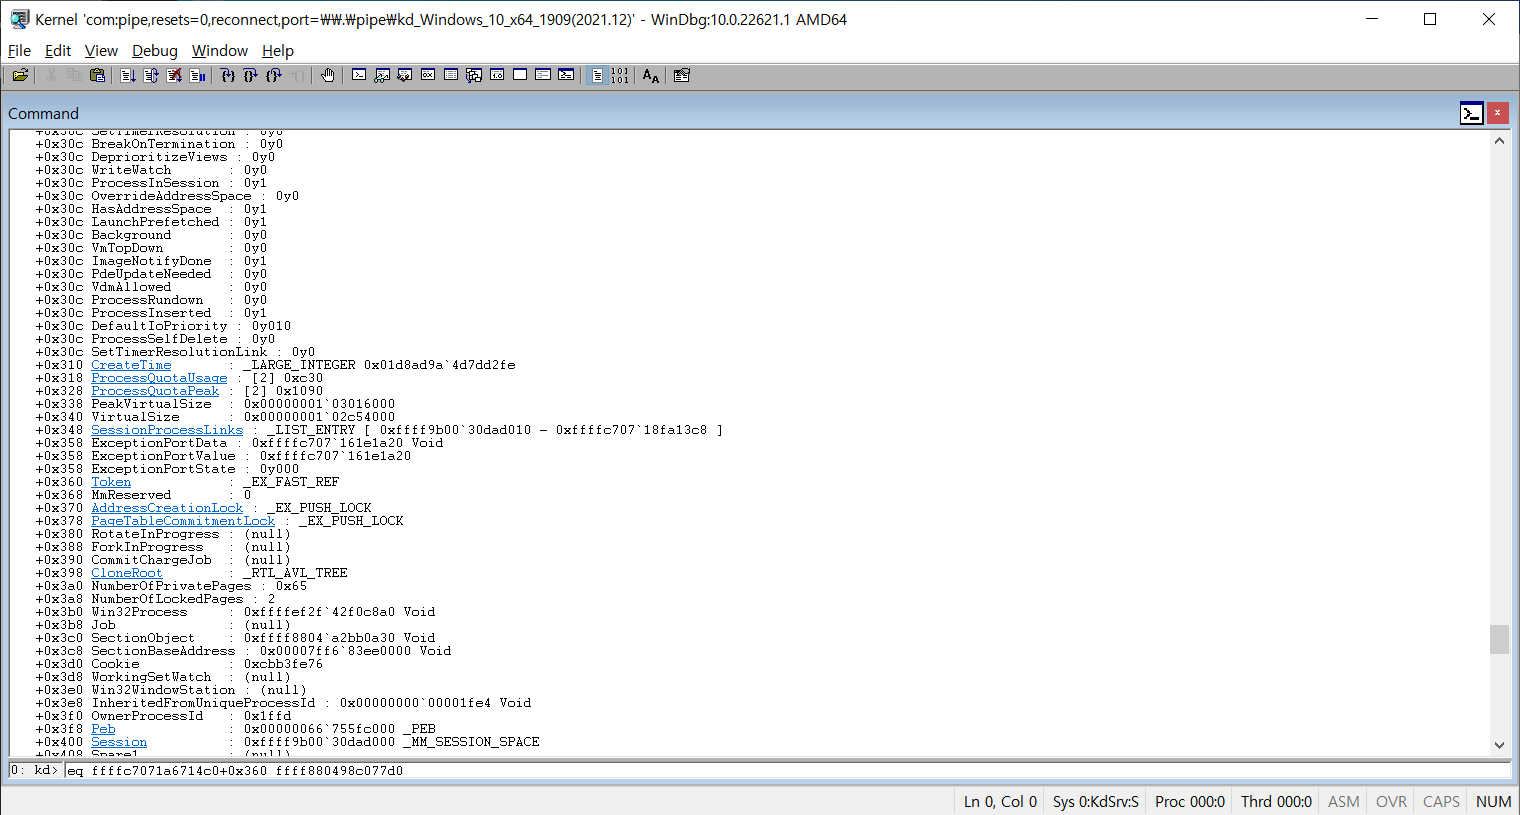 Kernel 'com:pipe,resets=0,reconnect,port=₩₩.₩pipe₩kd_Windows_10_x64_1909(2021.12)' - WinDbg:10.0.22621.1 AMD64
File Edit View Debug Window Help
Command
+0x30c SetTimerResolution : 0y0
+0x30c BreakOnTermination : 0y0
+0x30c DeprioritizeViews : 0y0
+0x30c WriteWatch : 0y0
+0x30c ProcessInSession : 0y1
+0x30c OverrideAddressSpace : 0y0
+0x30c HasAddressSpace : 0y1
+0x30c LaunchPrefetched : 0y1
+0x30c Background : 0y0
+0x30c VmTopDown : 0y0
+0x30c ImageNotifyDone : 0y1
+0x30c PdeUpdateNeeded : 0y0
+0x30c VdmAllowed : 0y0
+0x30c ProcessRundown : 0y0
+0x30c ProcessInserted : 0y1
+0x30c DefaultIoPriority : 0y010
+0x30c ProcessSelfDelete : 0y0
+0x30c SetTimerResolutionLink : 0y0
+0x310 CreateTime : _LARGE_INTEGER 0x01d8ad9a`4d7dd2fe
+0x318 ProcessQuotaUsage : [2] 0xc30
+0x328 ProcessQuotaPeak : [2] 0x1090
+0x338 PeakVirtualSize : 0x00000001`03016000
+0x340 VirtualSize : 0x00000001`02c54000
+0x348 SessionProcessLinks : _LIST_ENTRY [ 0xffff9b00`30dad010 - 0xffffc707`18fa13c8 ]
+0x358 ExceptionPortData : 0xffffc707`161e1a20 Void
+0x358 ExceptionPortValue : 0xffffc707`161e1a20
+0x358 ExceptionPortState : 0y000
+0x360 Token : _EX_FAST_REF
+0x368 MmReserved : 0
+0x370 AddressCreationLock : _EX_PUSH_LOCK
+0x378 PageTableCommitmentLock : _EX_PUSH_LOCK
+0x380 RotateInProgress : (null)
+0x388 ForkInProgress : (null)
+0x390 CommitChargeJob : (null)
+0x398 CloneRoot : _RTL_AVL_TREE
+0x3a0 NumberOfPrivatePages : 0x65
+0x3a8 NumberOfLockedPages : 2
+0x3b0 Win32Process : 0xffffef2f`42f0c8a0 Void
+0x3b8 Job : (null)
+0x3c0 SectionObject : 0xffff8804`a2bb0a30 Void
+0x3c8 SectionBaseAddress : 0x00007ff6`83ee0000 Void
+0x3d0 Cookie : 0xcbb3fe76
+0x3d8 WorkingSetWatch : (null)
+0x3e0 Win32WindowStation : (null)
+0x3e8 InheritedFromUniqueProcessId : 0x00000000`00001fe4 Void
+0x3f0 OwnerProcessId : 0x1ffd
+0x3f8 Peb : 0x00000066`755fc000 _PEB
+0x400 Session : 0xffff9b00`30dad000 _MM_SESSION_SPACE
+0x408 Spare1 : (null)
0: kd> eq ffffc7071a6714c0+0x360 ffff880498c077d0
Ln 0, Col 0 Sys 0:KdSrv:S Proc 000:0 Thrd 000:0 ASM OVR CAPS NUM